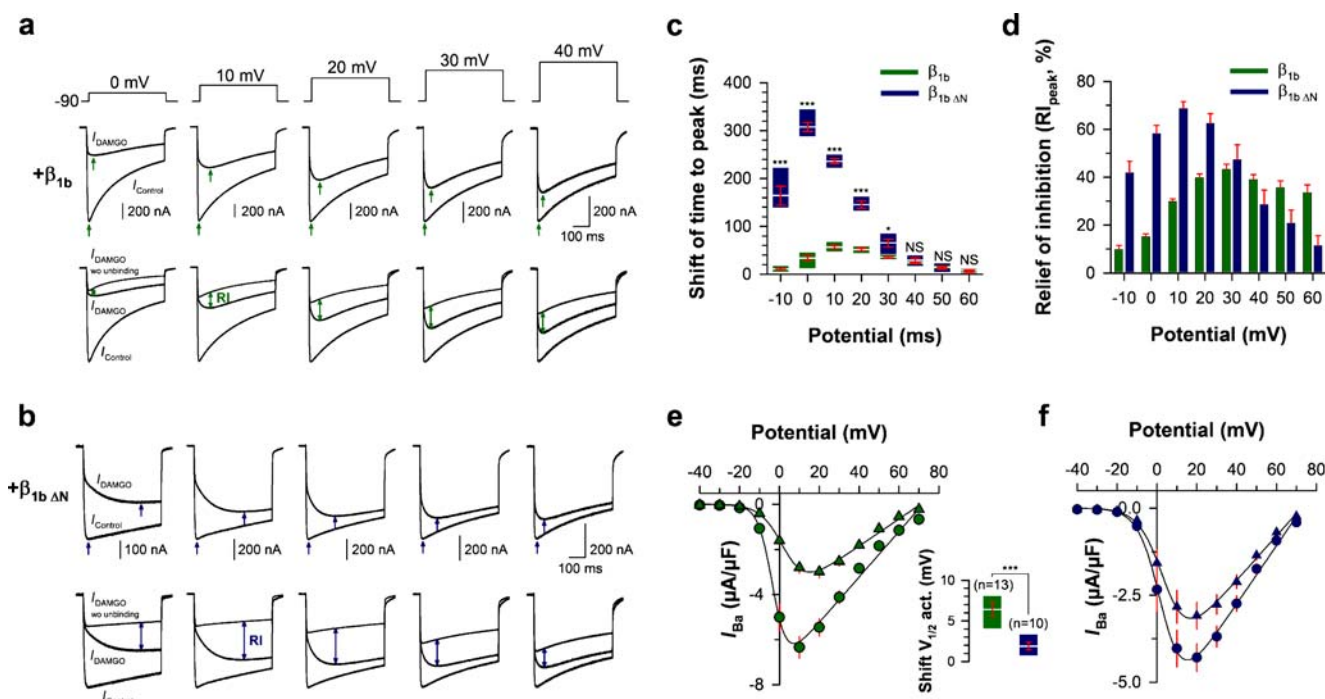 a
0 mV
10 mV
20 mV
30 mV
40 mV
-90
+β1b
IDAMGO
IControl
200 nA
200 nA
200 nA
200 nA
200 nA
100 ms
IDAMGO
wo unbinding
RI
IDAMGO
IControl
b
+β1b ΔN
IDAMGO
IControl
100 nA
200 nA
200 nA
200 nA
200 nA
100 ms
IDAMGO
wo unbinding
RI
IDAMGO
c
β1b
β1b ΔN
Shift of time to peak (ms)
400
300
200
100
0
***
***
***
***
*
NS
NS
NS
-10 0 10 20 30 40 50 60
Potential (ms)
d
β1b
β1b ΔN
Relief of inhibition (RIpeak, %)
80
60
40
20
0
-10 0 10 20 30 40 50 60
Potential (mV)
e
Potential (mV)
-40 -20 0 20 40 60 80
0
-4
-8
IBa (µA/µF)
Shift V1/2 act. (mV)
10
5
0
***
(n=13)
(n=10)
f
Potential (mV)
-40 -20 0 20 40 60 80
0
-2.5
-5.0
IBa (µA/µF)